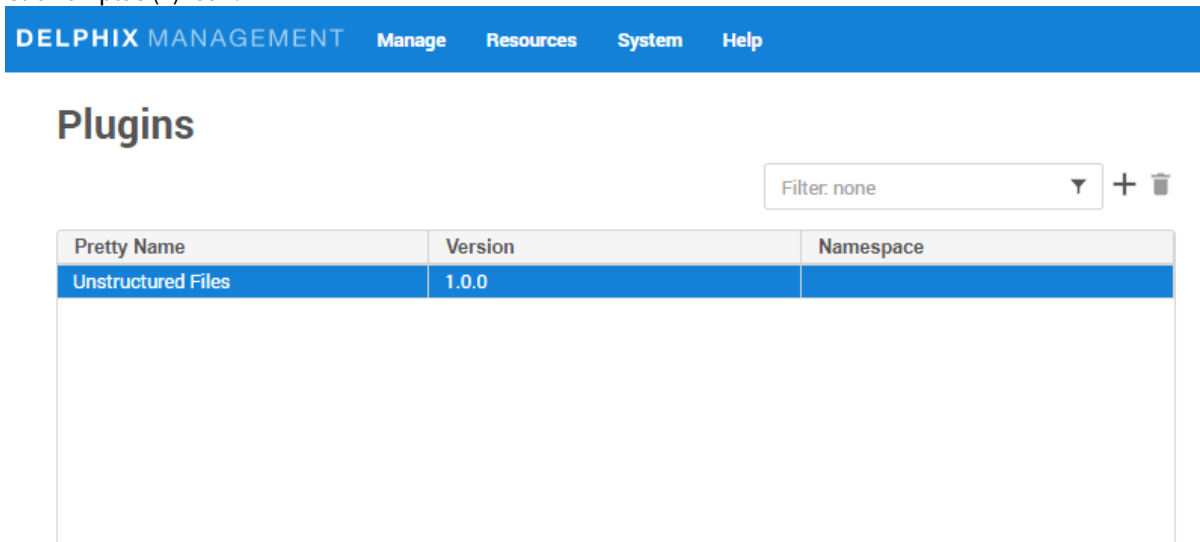 DELPHIX MANAGEMENT Manage Resources System Help
Plugins
Filter: none
Pretty Name Version Namespace
Unstructured Files 1.0.0